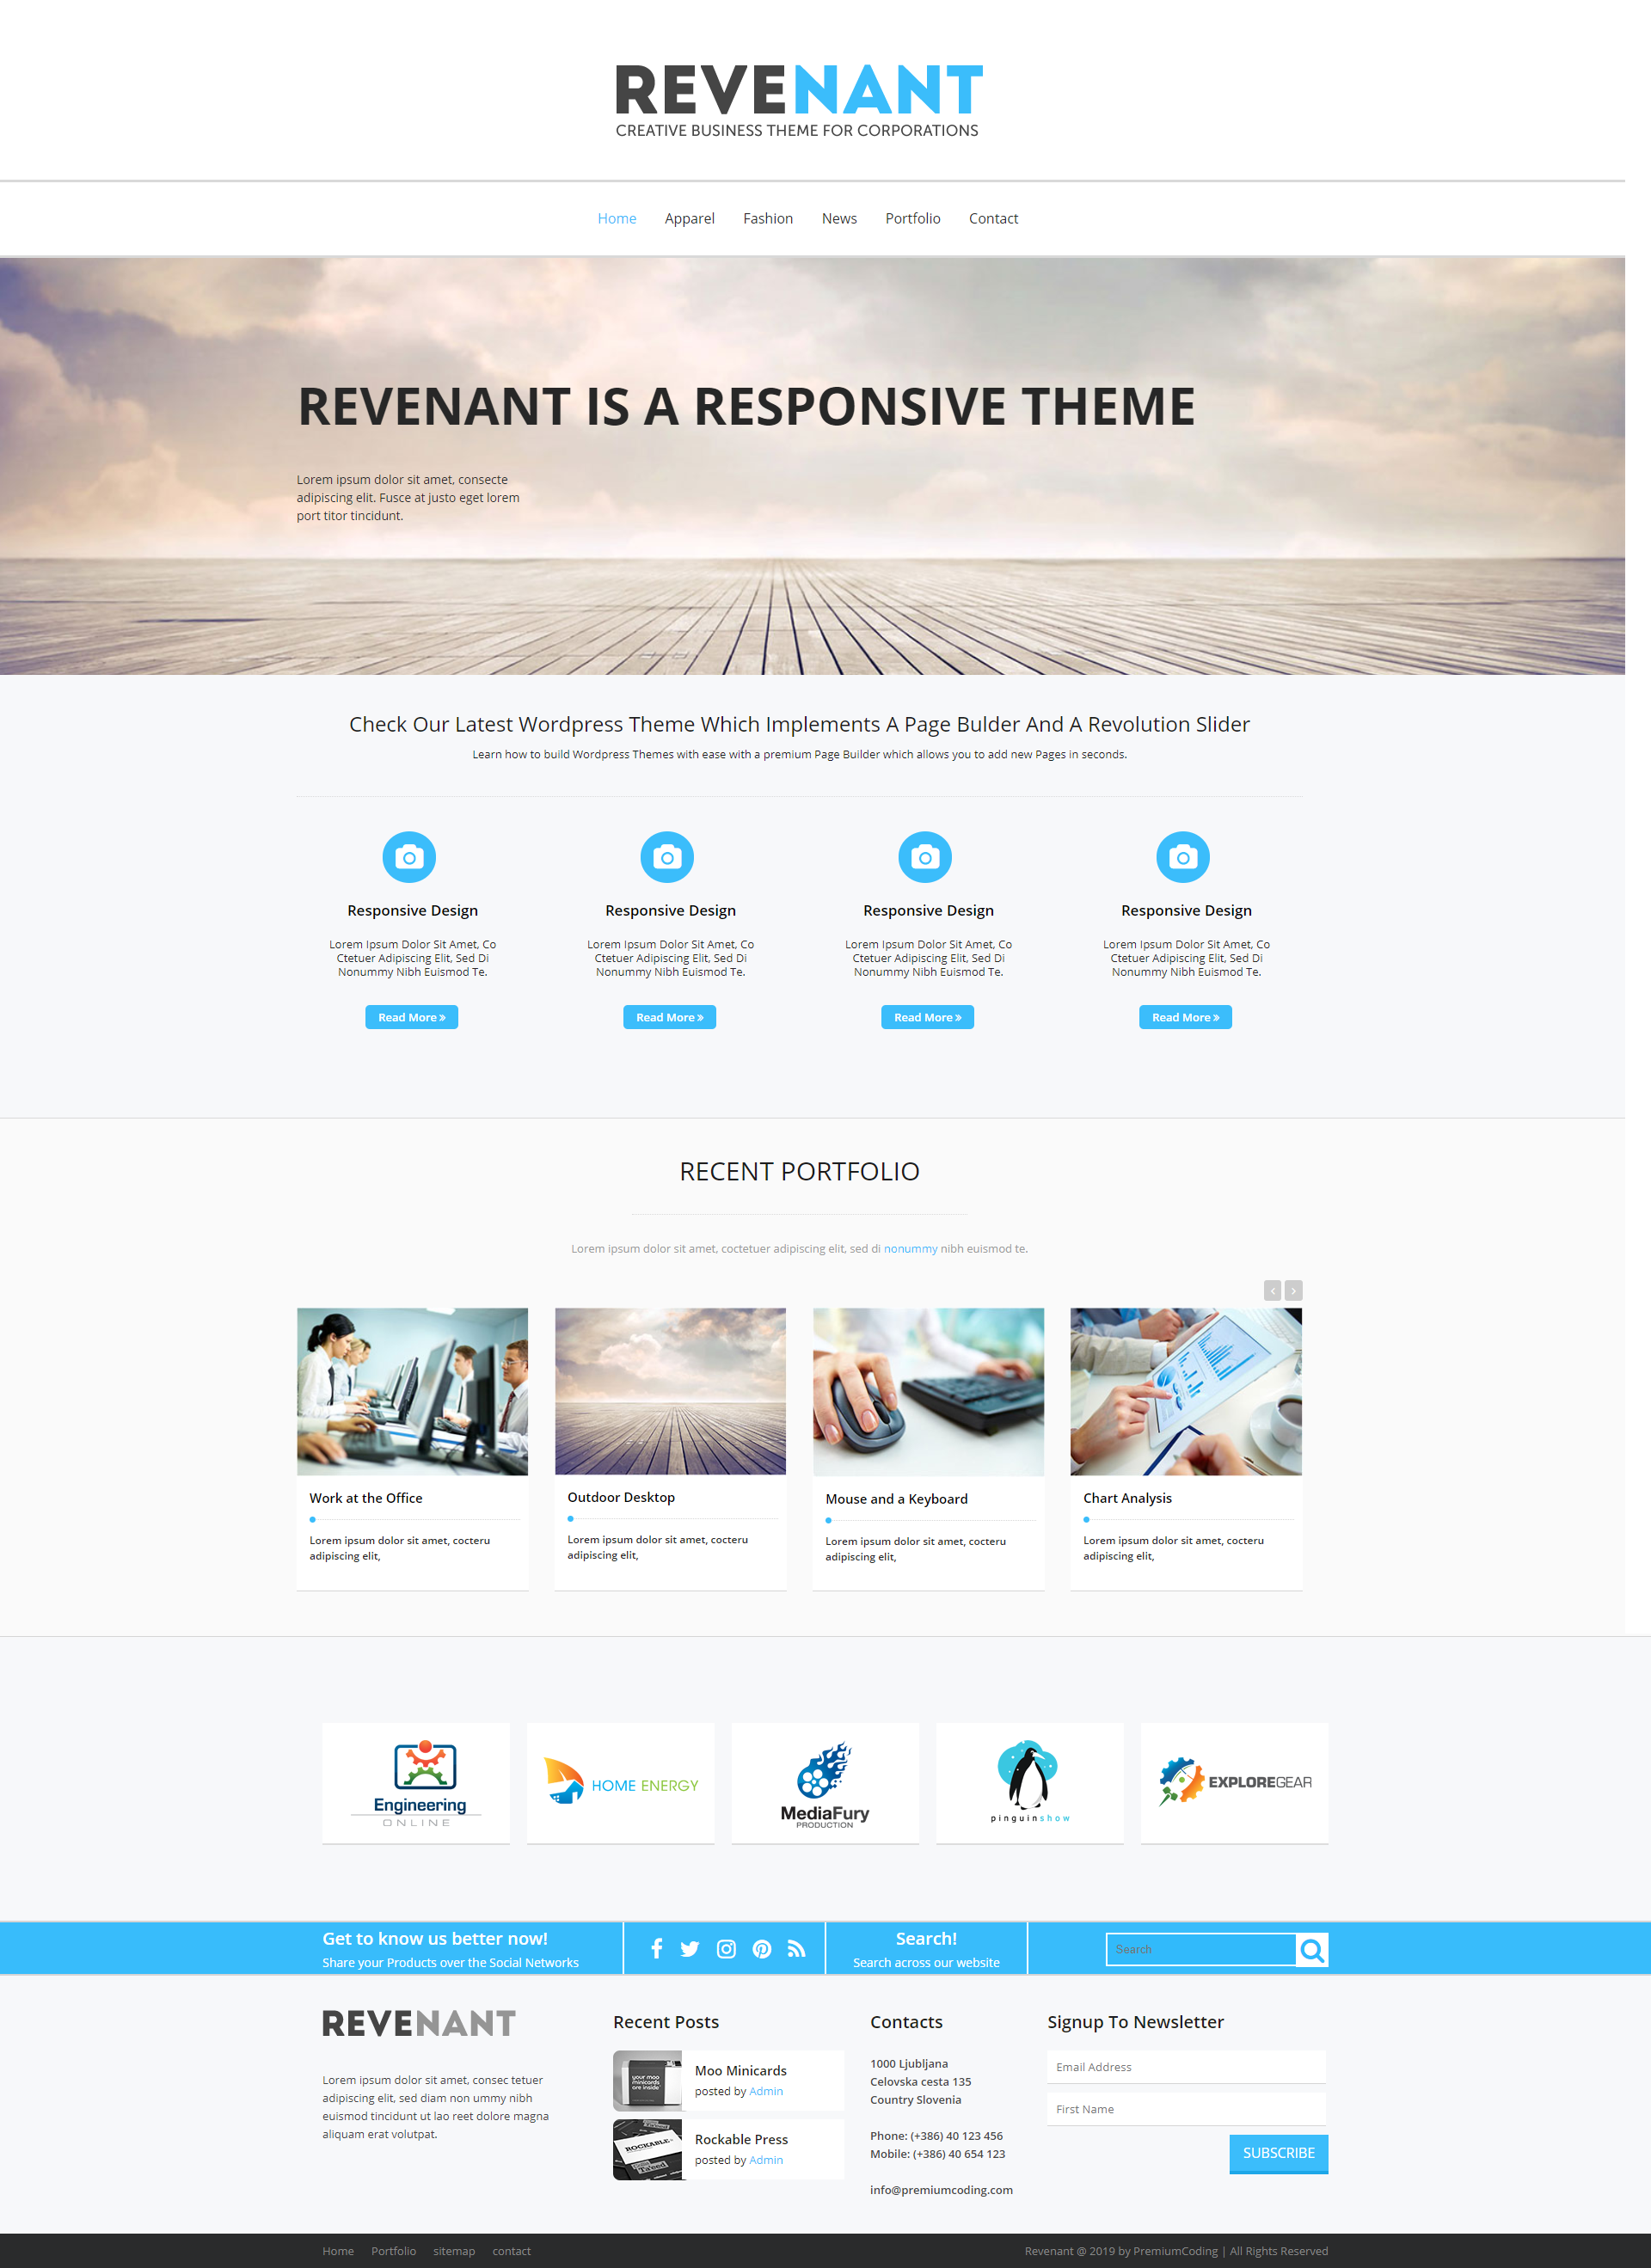 REVENANT
CREATIVE BUSINESS THEME FOR CORPORATIONS
Home Apparel Fashion News Portfolio Contact
REVENANT IS A RESPONSIVE THEME
Lorem ipsum dolor sit amet, consecte
adipiscing elit. Fusce at justo eget lorem
port titor tincidunt.
Check Our Latest Wordpress Theme Which Implements A Page Bulder And A Revolution Slider
Learn how to build Wordpress Themes with ease with a premium Page Builder which allows you to add new Pages in seconds.
Responsive Design
Lorem Ipsum Dolor Sit Amet, Co
Ctetuer Adipiscing Elit, Sed Di
Nonummy Nibh Euismod Te.
Read More »
Responsive Design
Lorem Ipsum Dolor Sit Amet, Co
Ctetuer Adipiscing Elit, Sed Di
Nonummy Nibh Euismod Te.
Read More »
Responsive Design
Lorem Ipsum Dolor Sit Amet, Co
Ctetuer Adipiscing Elit, Sed Di
Nonummy Nibh Euismod Te.
Read More »
Responsive Design
Lorem Ipsum Dolor Sit Amet, Co
Ctetuer Adipiscing Elit, Sed Di
Nonummy Nibh Euismod Te.
Read More »
RECENT PORTFOLIO
Lorem ipsum dolor sit amet, coctetuer adipiscing elit, sed di nonummy nibh euismod te.
Work at the Office
Lorem ipsum dolor sit amet, cocteru
adipiscing elit,
Outdoor Desktop
Lorem ipsum dolor sit amet, cocteru
adipiscing elit,
Mouse and a Keyboard
Lorem ipsum dolor sit amet, cocteru
adipiscing elit,
Chart Analysis
Lorem ipsum dolor sit amet, cocteru
adipiscing elit,
Engineering
ONLINE
HOME ENERGY
MediaFury
PRODUCTION
pinguinshow
EXPLOREGEAR
Get to know us better now!
Share your Products over the Social Networks
Search!
Search across our website
Search
REVENANT
Lorem ipsum dolor sit amet, consec tetuer
adipiscing elit, sed diam non ummy nibh
euismod tincidunt ut lao reet dolore magna
aliquam erat volutpat.
Recent Posts
your moo
minicards
are inside
Moo Minicards
posted by Admin
ROCKABLE
Rockable Press
posted by Admin
Contacts
1000 Ljubljana
Celovska cesta 135
Country Slovenia
Phone: (+386) 40 123 456
Mobile: (+386) 40 654 123
info@premiumcoding.com
Signup To Newsletter
Email Address
First Name
SUBSCRIBE
Home Portfolio sitemap contact
Revenant @ 2019 by PremiumCoding | All Rights Reserved